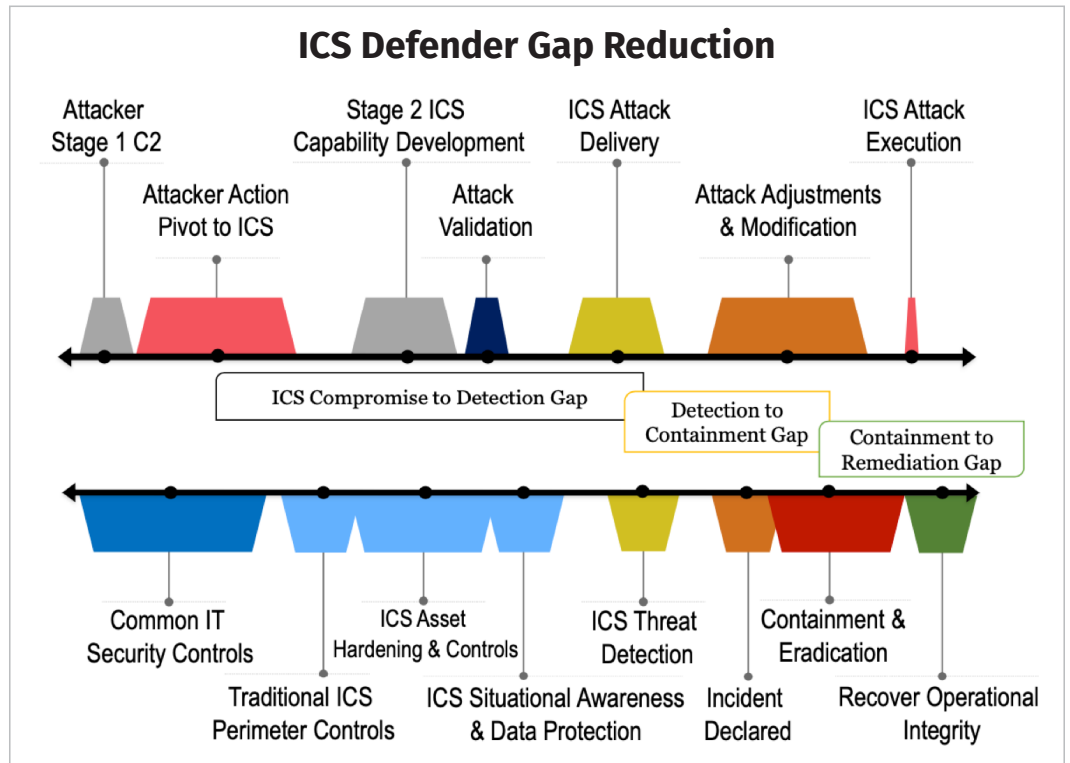 ICS Defender Gap Reduction
Attacker
Stage 1 C2
Stage 2 ICS
Capability Development
ICS Attack
Delivery
ICS Attack
Execution
Attacker Action
Pivot to ICS
Attack
Validation
Attack Adjustments
& Modification
ICS Compromise to Detection Gap
Detection to
Containment Gap
Containment to
Remediation Gap
Common IT
Security Controls
ICS Asset
Hardening & Controls
ICS Threat
Detection
Containment &
Eradication
Traditional ICS
Perimeter Controls
ICS Situational Awareness
& Data Protection
Incident
Declared
Recover Operational
Integrity